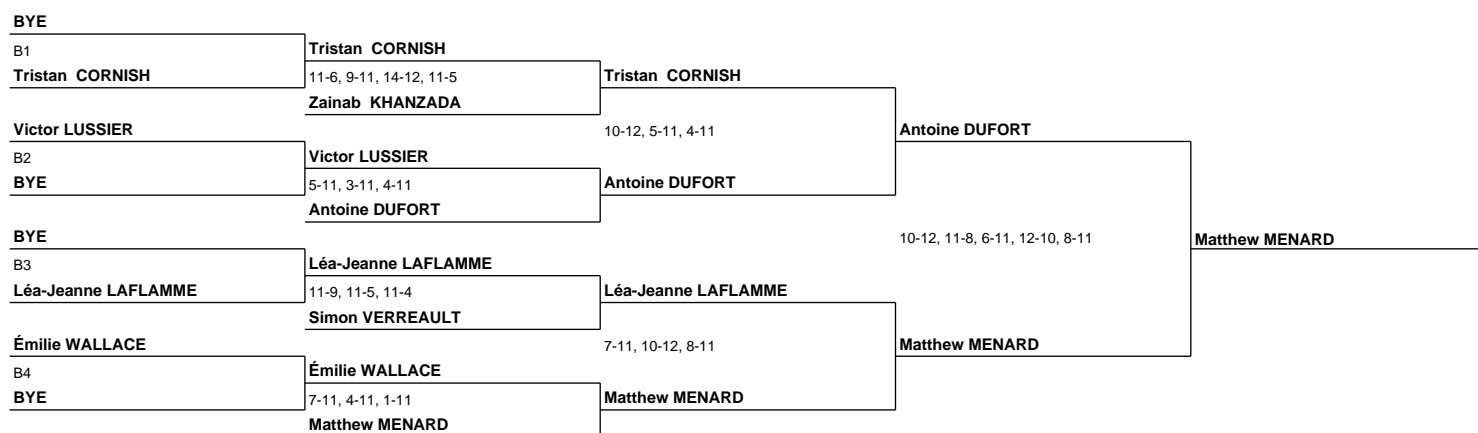 BYE
B1
Tristan CORNISH
Victor LUSSIER
B2
BYE
BYE
B3
Léa-Jeanne LAFLAMME
Émilie WALLACE
B4
BYE
Tristan CORNISH
11-6, 9-11, 14-12, 11-5
Zainab KHANZADA
Victor LUSSIER
5-11, 3-11, 4-11
Antoine DUFORT
Léa-Jeanne LAFLAMME
11-9, 11-5, 11-4
Simon VERREAULT
Émilie WALLACE
7-11, 4-11, 1-11
Matthew MENARD
Tristan CORNISH
10-12, 5-11, 4-11
Antoine DUFORT
Léa-Jeanne LAFLAMME
7-11, 10-12, 8-11
Matthew MENARD
Antoine DUFORT
10-12, 11-8, 6-11, 12-10, 8-11
Matthew MENARD
Matthew MENARD